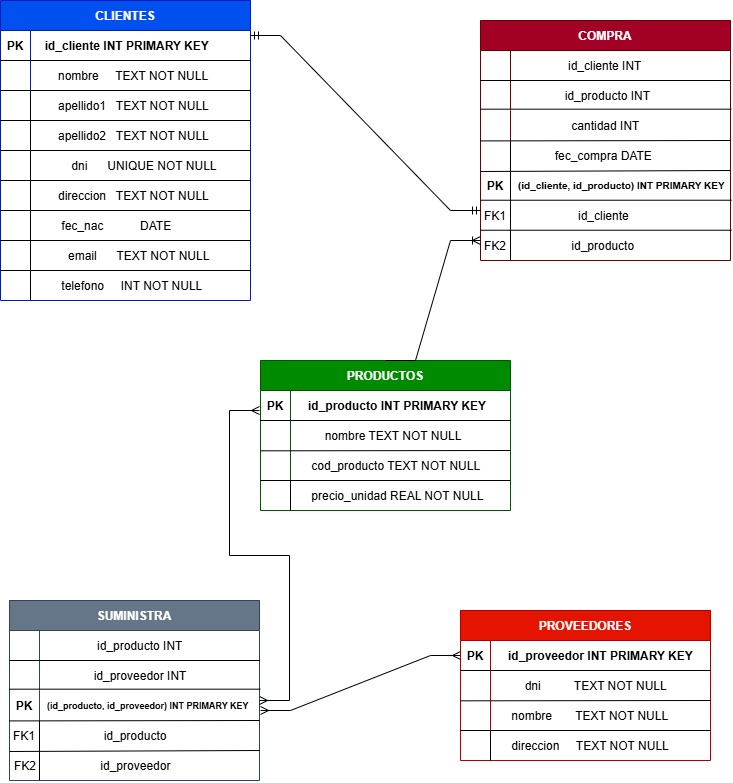 CLIENTES
PK id_cliente INT PRIMARY KEY
nombre TEXT NOT NULL
apellido1 TEXT NOT NULL
apellido2 TEXT NOT NULL
dni UNIQUE NOT NULL
direccion TEXT NOT NULL
fec_nac DATE
email TEXT NOT NULL
telefono INT NOT NULL
COMPRA
id_cliente INT
id_producto INT
cantidad INT
fec_compra DATE
PK (id_cliente, id_producto) INT PRIMARY KEY
FK1 id_cliente
FK2 id_producto
PRODUCTOS
PK id_producto INT PRIMARY KEY
nombre TEXT NOT NULL
cod_producto TEXT NOT NULL
precio_unidad REAL NOT NULL
SUMINISTRA
id_producto INT
id_proveedor INT
PK (id_producto, id_proveedor) INT PRIMARY KEY
FK1 id_producto
FK2 id_proveedor
PROVEEDORES
PK id_proveedor INT PRIMARY KEY
dni TEXT NOT NULL
nombre TEXT NOT NULL
direccion TEXT NOT NULL